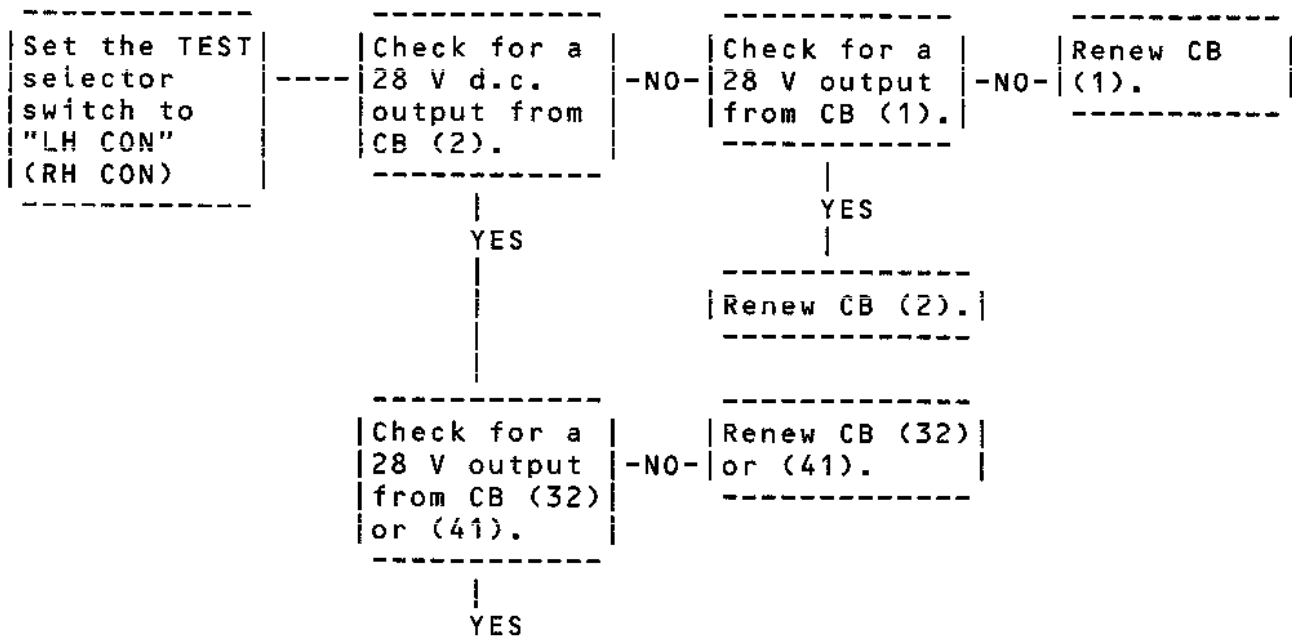 Set the TEST
selector
switch to
"LH CON"
(RH CON)
Check for a
28 V d.c.
output from
CB (2).
-NO-
Check for a
28 V output
from CB (1).
-NO-
Renew CB
(1).
YES
YES
Renew CB (2).
Check for a
28 V output
from CB (32)
or (41).
-NO-
Renew CB (32)
or (41).
YES